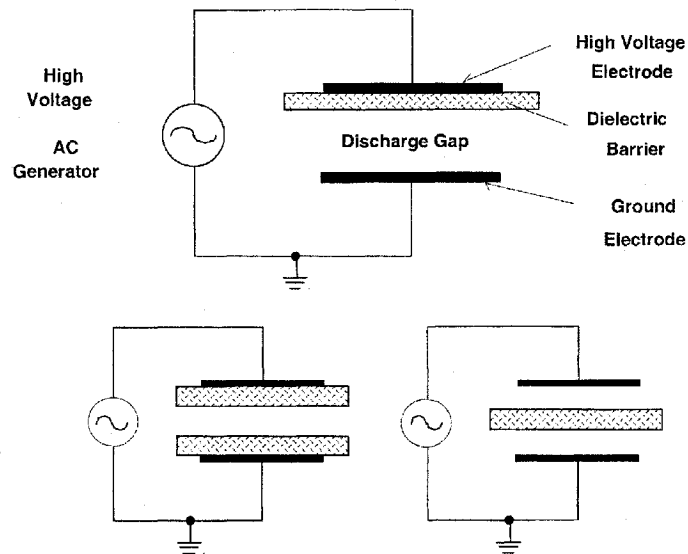 High
Voltage
AC
Generator
High Voltage
Electrode
Dielectric
Barrier
Discharge Gap
Ground
Electrode